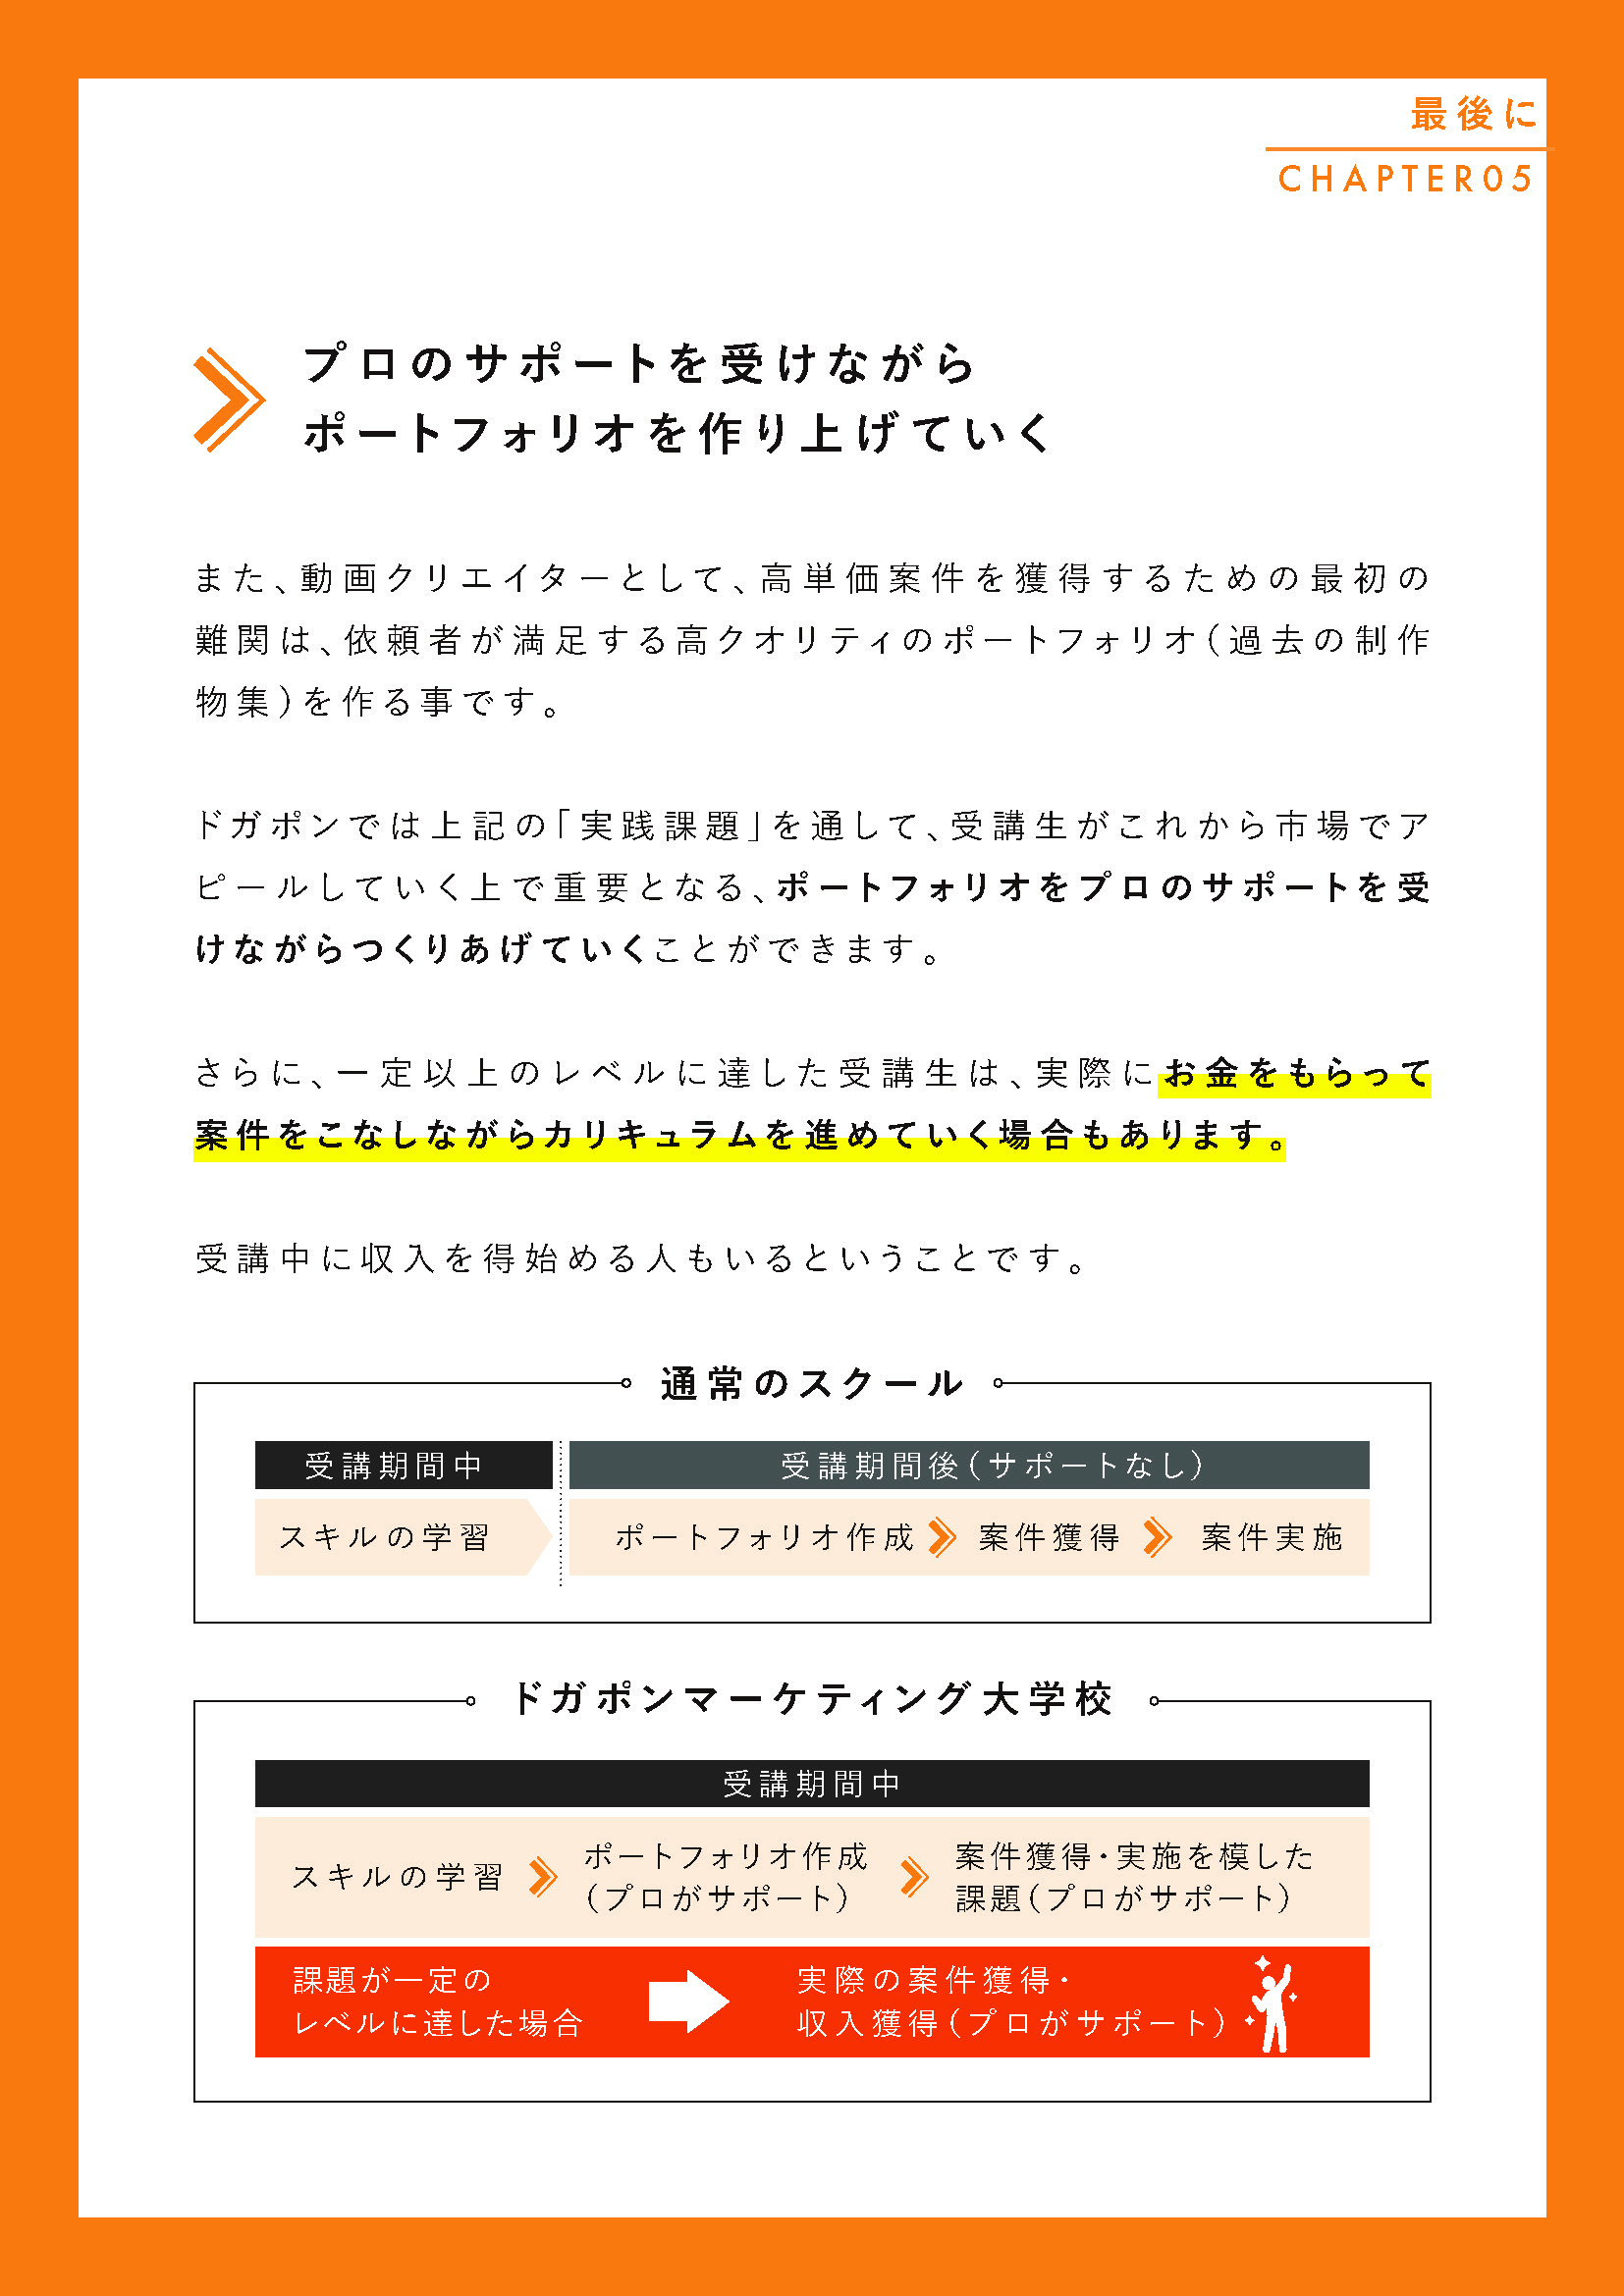 最後に
CHAPTER05
プロのサポートを受けながら
ポートフォリオを作り上げていく
また、動画クリエイターとして、高単価案件を獲得するための最初の
難関は、依頼者が満足する高クオリティのポートフォリオ(過去の制作
物集)を作る事です。
ドガポンでは上記の「実践課題」を通して、受講生がこれから市場でア
ピールしていく上で重要となる、ポートフォリオをプロのサポートを受
けながらつくりあげていくことができます。
さらに、一定以上のレベルに達した受講生は、実際にお金をもらって
案件をこなしながらカリキュラムを進めていく場合もあります。
受講中に収入を得始める人もいるということです。
通常のスクール
受講期間中
受講期間後(サポートなし)
スキルの学習
ポートフォリオ作成
案件獲得
案件実施
ドガポンマーケティング大学校
受講期間中
スキルの学習
ポートフォリオ作成
(プロがサポート)
案件獲得・実施を模した
課題(プロがサポート)
課題が一定の
レベルに達した場合
実際の案件獲得・
収入獲得(プロがサポート)